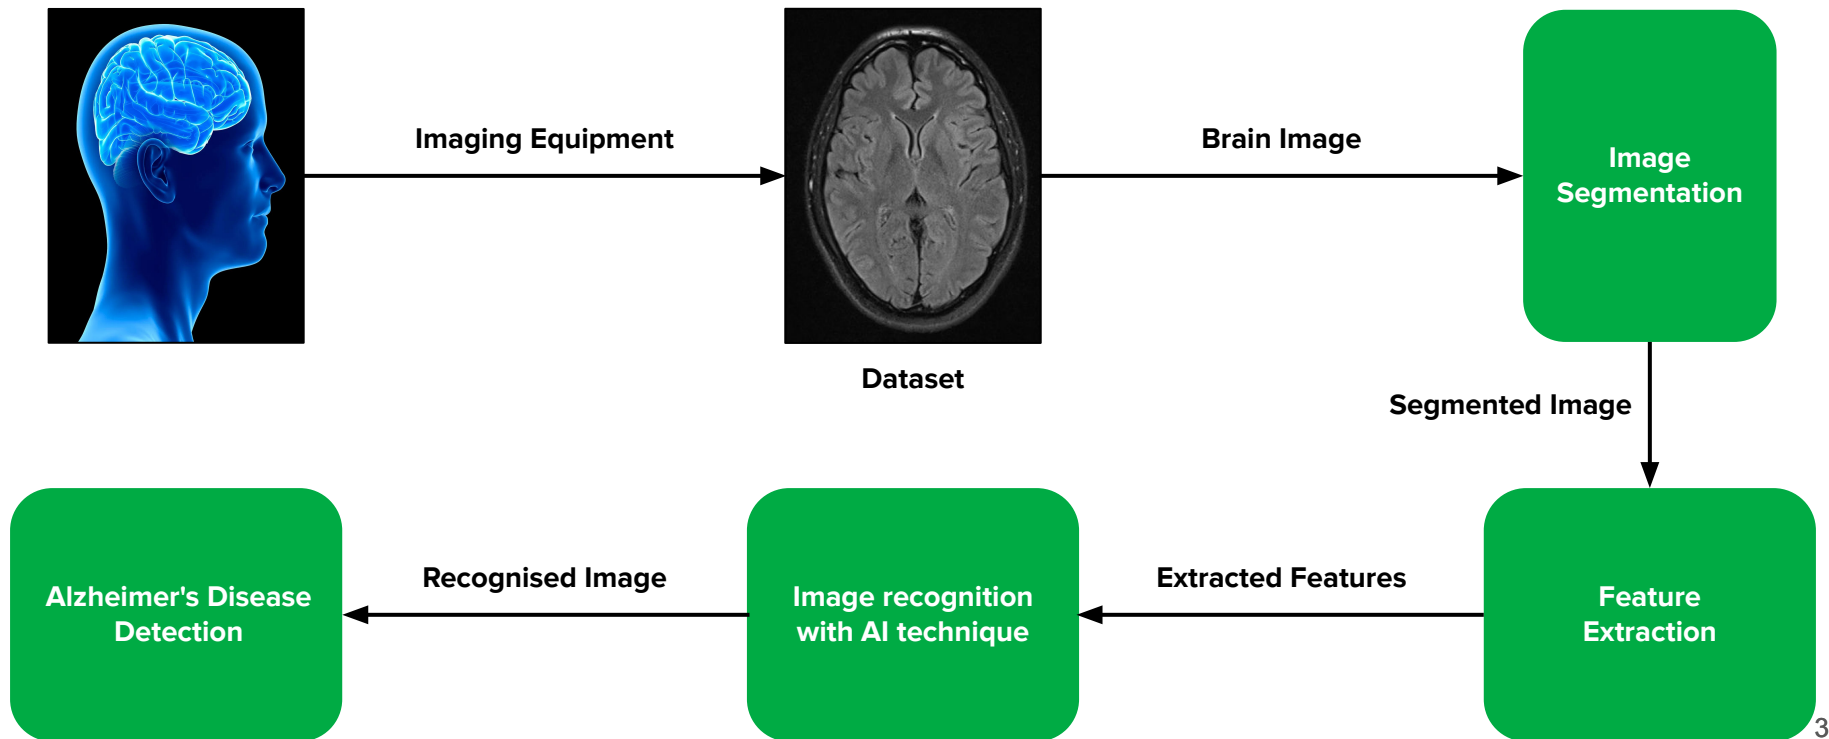 Imaging Equipment
Brain Image
Image
Segmentation
Dataset
Segmented Image
Feature
Extraction
Extracted Features
Image recognition
with AI technique
Recognised Image
Alzheimer's Disease
Detection
3